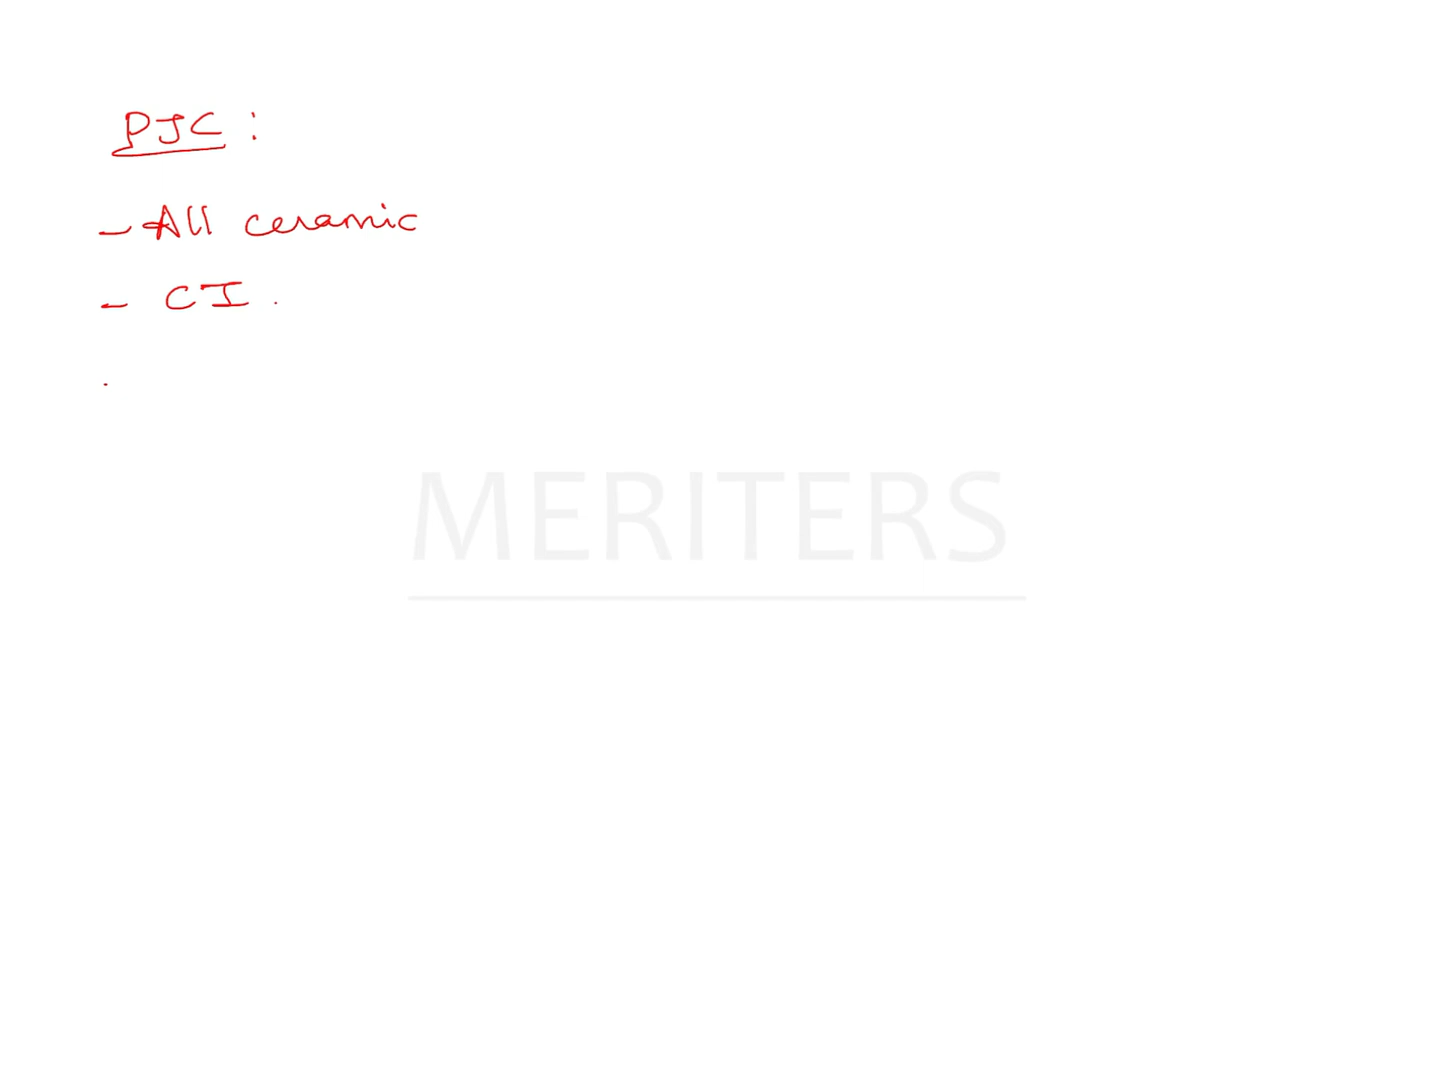 PJC :
- All ceramic
- CI .
MERITERS